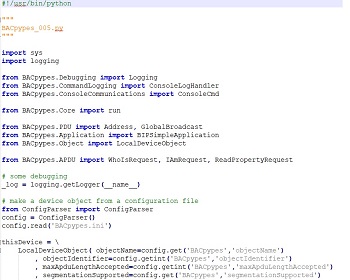 #!/usr/bin/python
"""
BACpypes_005.py
"""
import sys
import logging
from BACpypes.Debugging import Logging
from BACpypes.CommandLogging import ConsoleLogHandler
from BACpypes.ConsoleCommunications import ConsoleCmd
from BACpypes.Core import run
from BACpypes.PDU import Address, GlobalBroadcast
from BACpypes.Application import BIPSimpleApplication
from BACpypes.Object import LocalDeviceObject
from BACpypes.APDU import WhoIsRequest, IAmRequest, ReadPropertyRequest
# some debugging
_log = logging.getLogger(__name__)
# make a device object from a configuration file
from ConfigParser import ConfigParser
config = ConfigParser()
config.read('BACpypes.ini')
thisDevice = \
LocalDeviceObject( objectName=config.get('BACpypes','objectName')
, objectIdentifier=config.getint('BACpypes','objectIdentifier')
, maxApduLengthAccepted=config.getint('BACpypes','maxApduLengthAccepted')
, segmentationSupported=config.get('BACpypes','segmentationSupported')